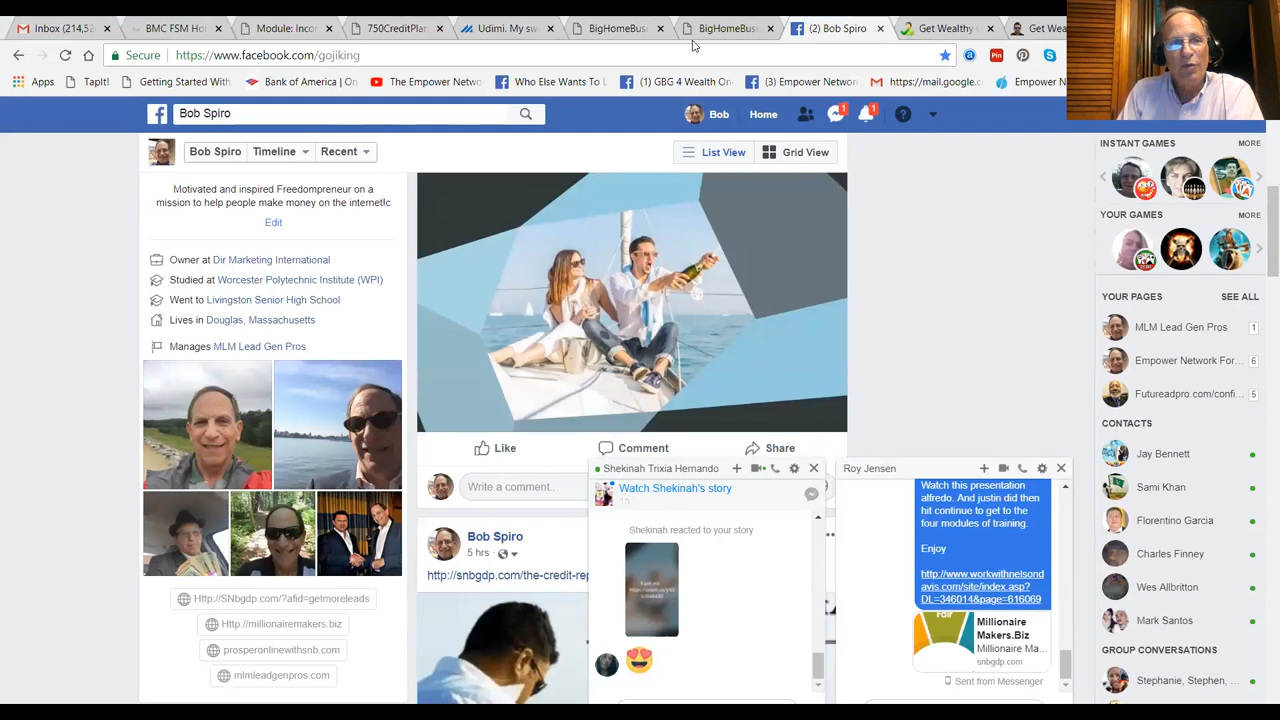 Inbox (214,52
BMC FSM Hom
Module: Inco
750CreditPlan
Udimi. My sw
BigHomeBus
BigHomeBus
(2) Bob Spiro
Get Wealthy
Get Wea
Secure
https://www.facebook.com/gojiking
Apps
Tapit!
Getting Started With
Bank of America | On
The Empower Netwo
Who Else Wants To L
(1) GBG 4 Wealth On
(3) Empower Networ
https://mail.google.c
Empower N
Bob Spiro
Bob
Home
1
1
Bob Spiro
Timeline
Recent
List View
Grid View
Motivated and inspired Freedompreneur on a
mission to help people make money on the internet!c
Edit
Owner at Dir Marketing International
Studied at Worcester Polytechnic Institute (WPI)
Went to Livingston Senior High School
Lives in Douglas, Massachusetts
Manages MLM Lead Gen Pros
Http://SNbgdp.com/?afid=getmoreleads
Http://millionairemakers.biz
prosperonlinewithsnb.com
mlmleadgenpros.com
Like
Comment
Share
Write a comment...
Bob Spiro
5 hrs
http://snbgdp.com/the-credit-rep
Shekinah Trixia Hernando
Watch Shekinah's story
Shekinah reacted to your story
Roy Jensen
Watch this presentation
alfredo. And justin did then
hit continue to get to the
four modules of training.
Enjoy
http://www.workwithnelsond
avis.com/site/index.asp?
DL=346014&page=616069
Fair
Millionaire
Makers.Biz
Millionaire Ma...
snbgdp.com
Sent from Messenger
INSTANT GAMES
MORE
YOUR GAMES
MORE
YOUR PAGES
SEE ALL
MLM Lead Gen Pros
1
Empower Network For...
6
Futureadpro.com/confi...
5
CONTACTS
Jay Bennett
Sami Khan
Florentino Garcia
Charles Finney
Wes Allbritton
Mark Santos
GROUP CONVERSATIONS
Stephanie, Stephen, ...